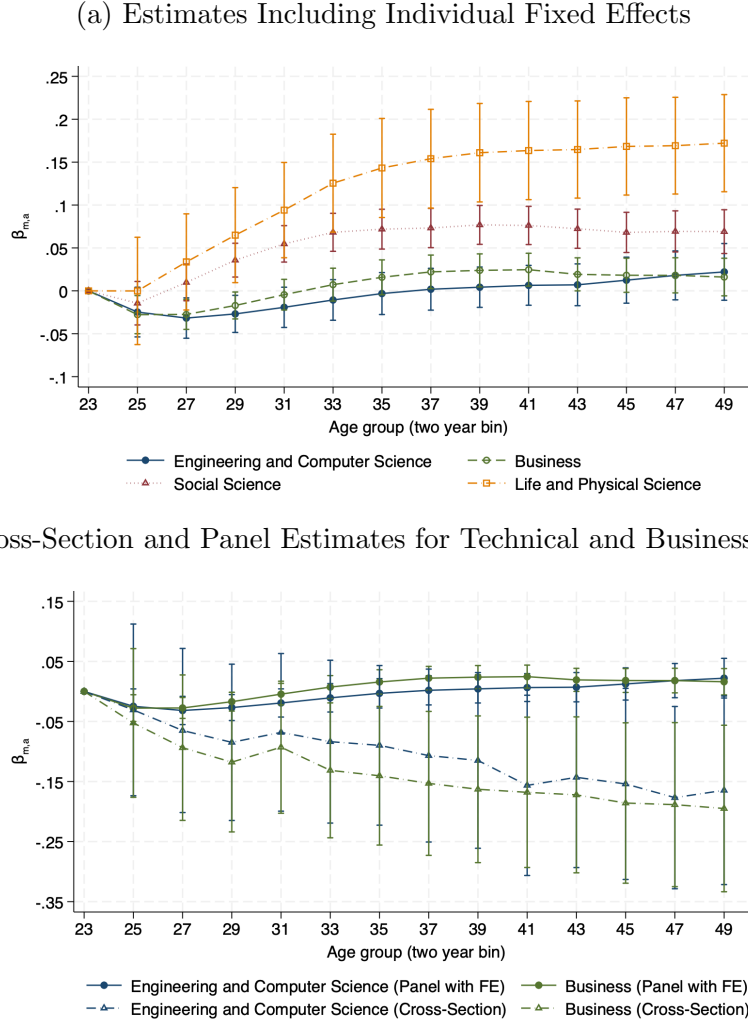 (a) Estimates Including Individual Fixed Effects
.25
.2
.15
.1
.05
0
-.05
-.1
βm,a
23 25 27 29 31 33 35 37 39 41 43 45 47 49
Age group (two year bin)
Engineering and Computer Science
Business
Social Science
Life and Physical Science
oss-Section and Panel Estimates for Technical and Business
.15
.05
-.05
-.15
-.25
-.35
βm,a
23 25 27 29 31 33 35 37 39 41 43 45 47 49
Age group (two year bin)
Engineering and Computer Science (Panel with FE)
Business (Panel with FE)
Engineering and Computer Science (Cross-Section)
Business (Cross-Section)